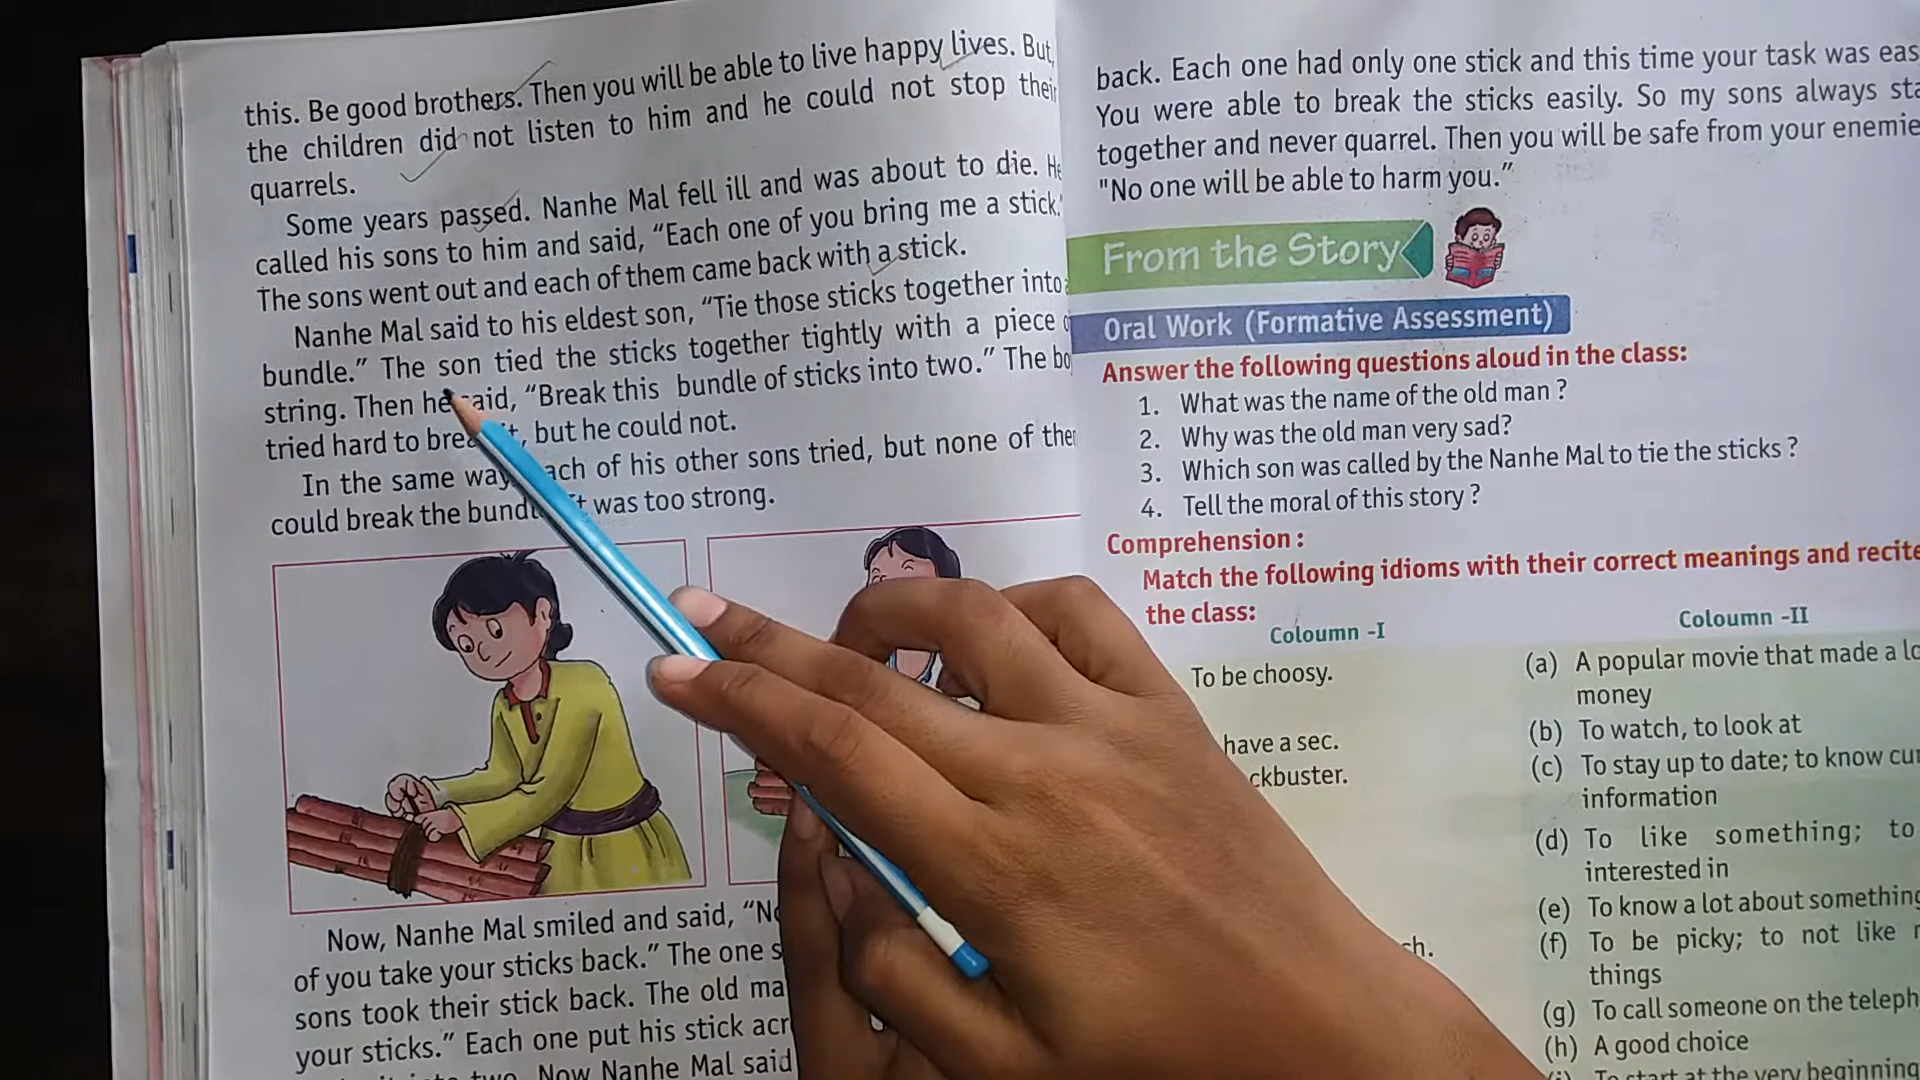 this. Be good brothers. Then you will be able to live happy lives. But,
the children did not listen to him and he could not stop their
quarrels.
Some years passed. Nanhe Mal fell ill and was about to die. He
called his sons to him and said, “Each one of you bring me a stick.”
The sons went out and each of them came back with a stick.
Nanhe Mal said to his eldest son, “Tie those sticks together into a
bundle.” The son tied the sticks together tightly with a piece
string. Then he said, “Break this bundle of sticks into two.” The
tried hard to break it, but he could not.
In the same way each of his other sons tried, but none of
could break the bundle. It was too strong.
Now, Nanhe Mal smiled and said,
of you take your sticks back.” The one
sons took their stick back. The old
your sticks.” Each one put his stick
two. Now Nanhe Mal said
back. Each one had only one stick and this time your task was
You were able to break the sticks easily. So my sons always
together and never quarrel. Then you will be safe from your
"No one will be able to harm you.”
From the Story
Oral Work (Formative Assessment)
Answer the following questions aloud in the class:
1. What was the name of the old man ?
2. Why was the old man very sad?
3. Which son was called by the Nanhe Mal to tie the sticks ?
4. Tell the moral of this story ?
Comprehension :
Match the following idioms with their correct meanings and recite
the class:
Coloumn -I
To be choosy.
have a sec.
Coloumn -II
(a) A popular movie that made a
money
(b) To watch, to look at
(c) To stay up to date; to know
information
(d) To like something; to
interested in
(e) To know a lot about something
(f) To be picky; to not like
things
(g) To call someone on the
(h) A good choice
To start at the very beginning